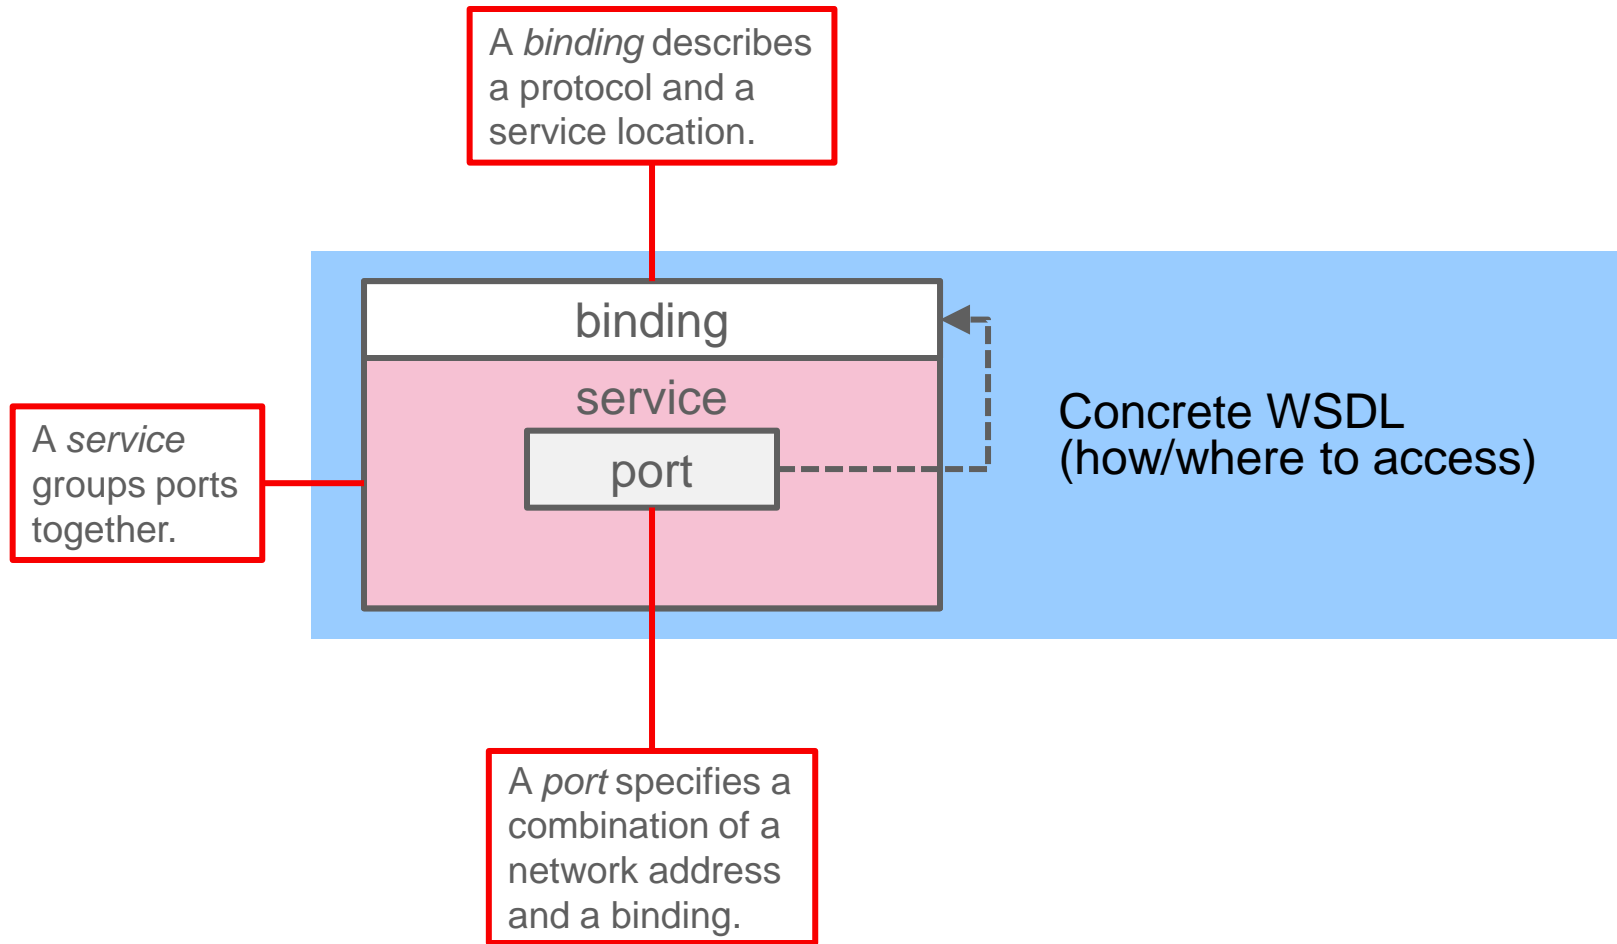 A binding describes
a protocol and a
service location.
binding
service
port
Concrete WSDL
(how/where to access)
A service
groups ports
together.
A port specifies a
combination of a
network address
and a binding.